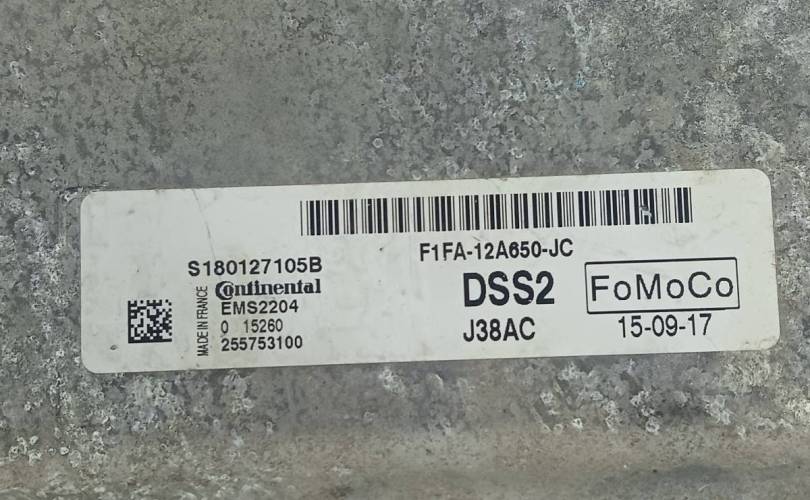 F1FA-12A650-JC
S180127105B
Continental
EMS2204
0 15260
255753100
MADE IN FRANCE
DSS2
J38AC
FoMoCo
15-09-17